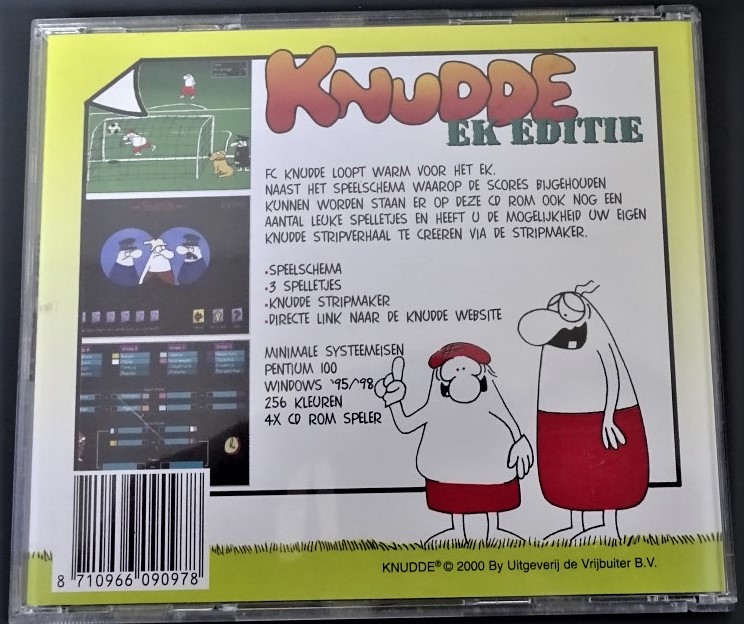 KNUDDE
EK EDITIE
FC KNUDDE LOOPT WARM VOOR HET EK.
NAAST HET SPEELSCHEMA WAAROP DE SCORES BIJGEHOUDEN
KUNNEN WORDEN STAAN ER OP DEZE CD ROM OOK NOG EEN
AANTAL LEUKE SPELLETJES EN HEEFT U DE MOGELIJKHEID UW EIGEN
KNUDDE STRIPVERHAAL TE CREEREN VIA DE STRIPMAKER.
•SPEELSCHEMA
•3 SPELLETJES
•KNUDDE STRIPMAKER
•DIRECTE LINK NAAR DE KNUDDE WEBSITE
MINIMALE SYSTEEMEISEN
PENTIUM 100
WINDOWS '95/'98
256 KLEUREN
4X CD ROM SPELER
8 710966 090978
KNUDDE® © 2000 By Uitgeverij de Vrijbuiter B.V.